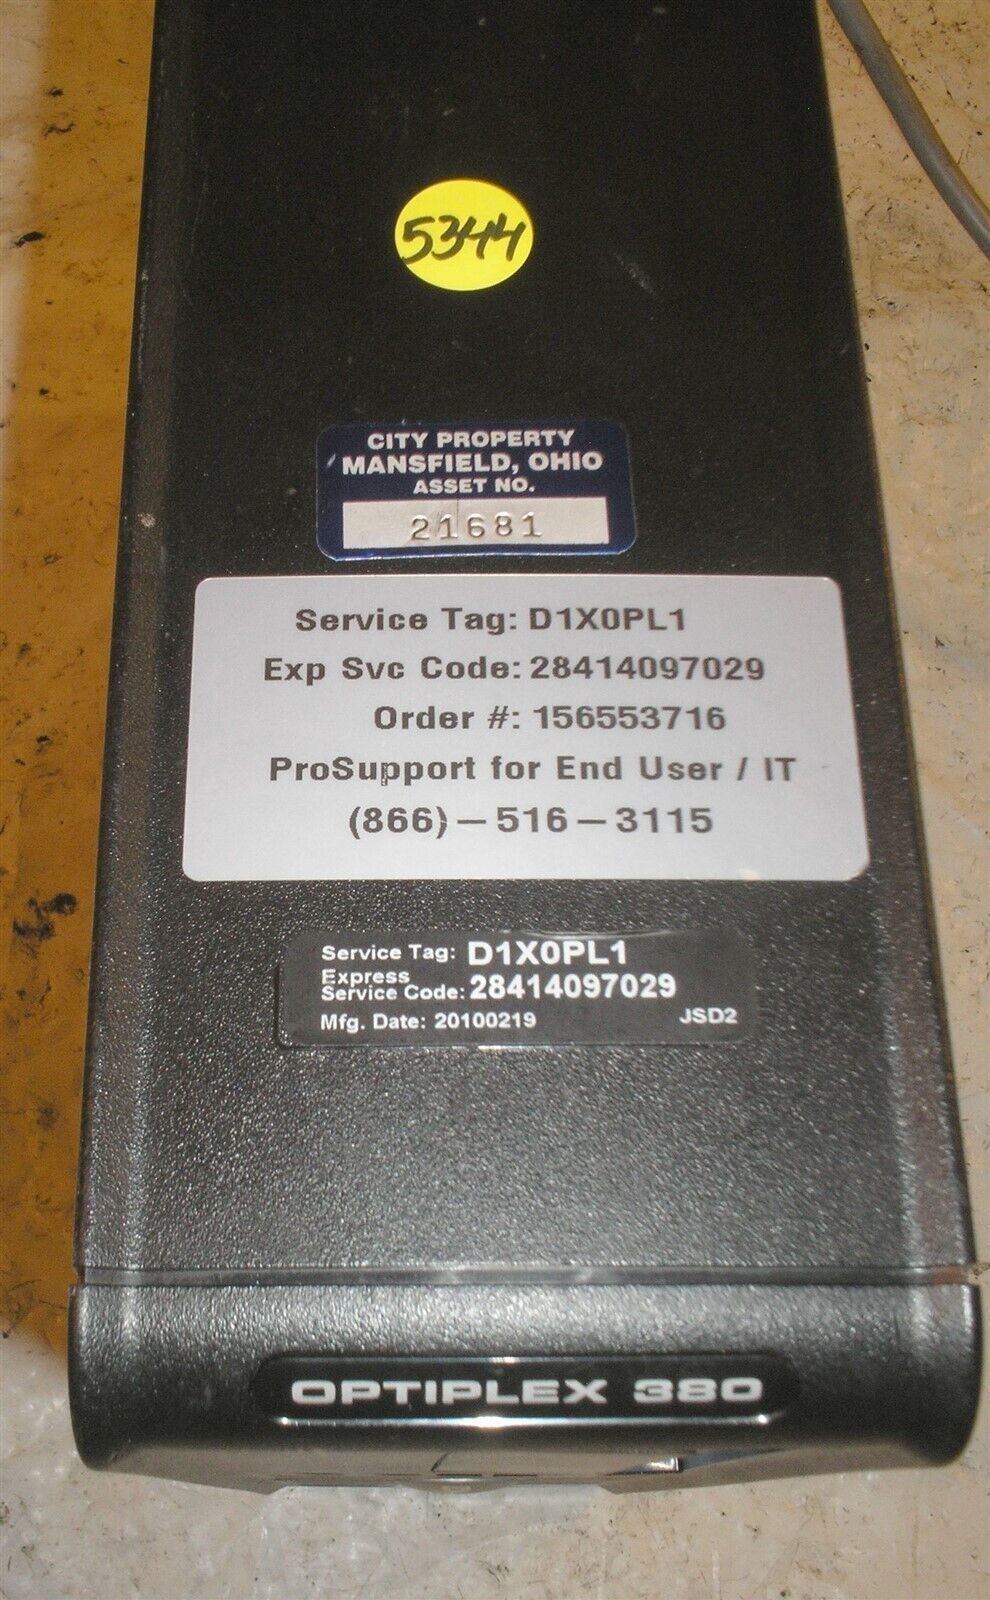 5344
CITY PROPERTY
MANSFIELD, OHIO
ASSET NO.
21681
Service Tag: D1X0PL1
Exp Svc Code: 28414097029
Order #: 156553716
ProSupport for End User / IT
(866)-516-3115
Service Tag: D1X0PL1
Express
Service Code: 28414097029
Mfg. Date: 20100219 JSD2
OPTIPLEX 380